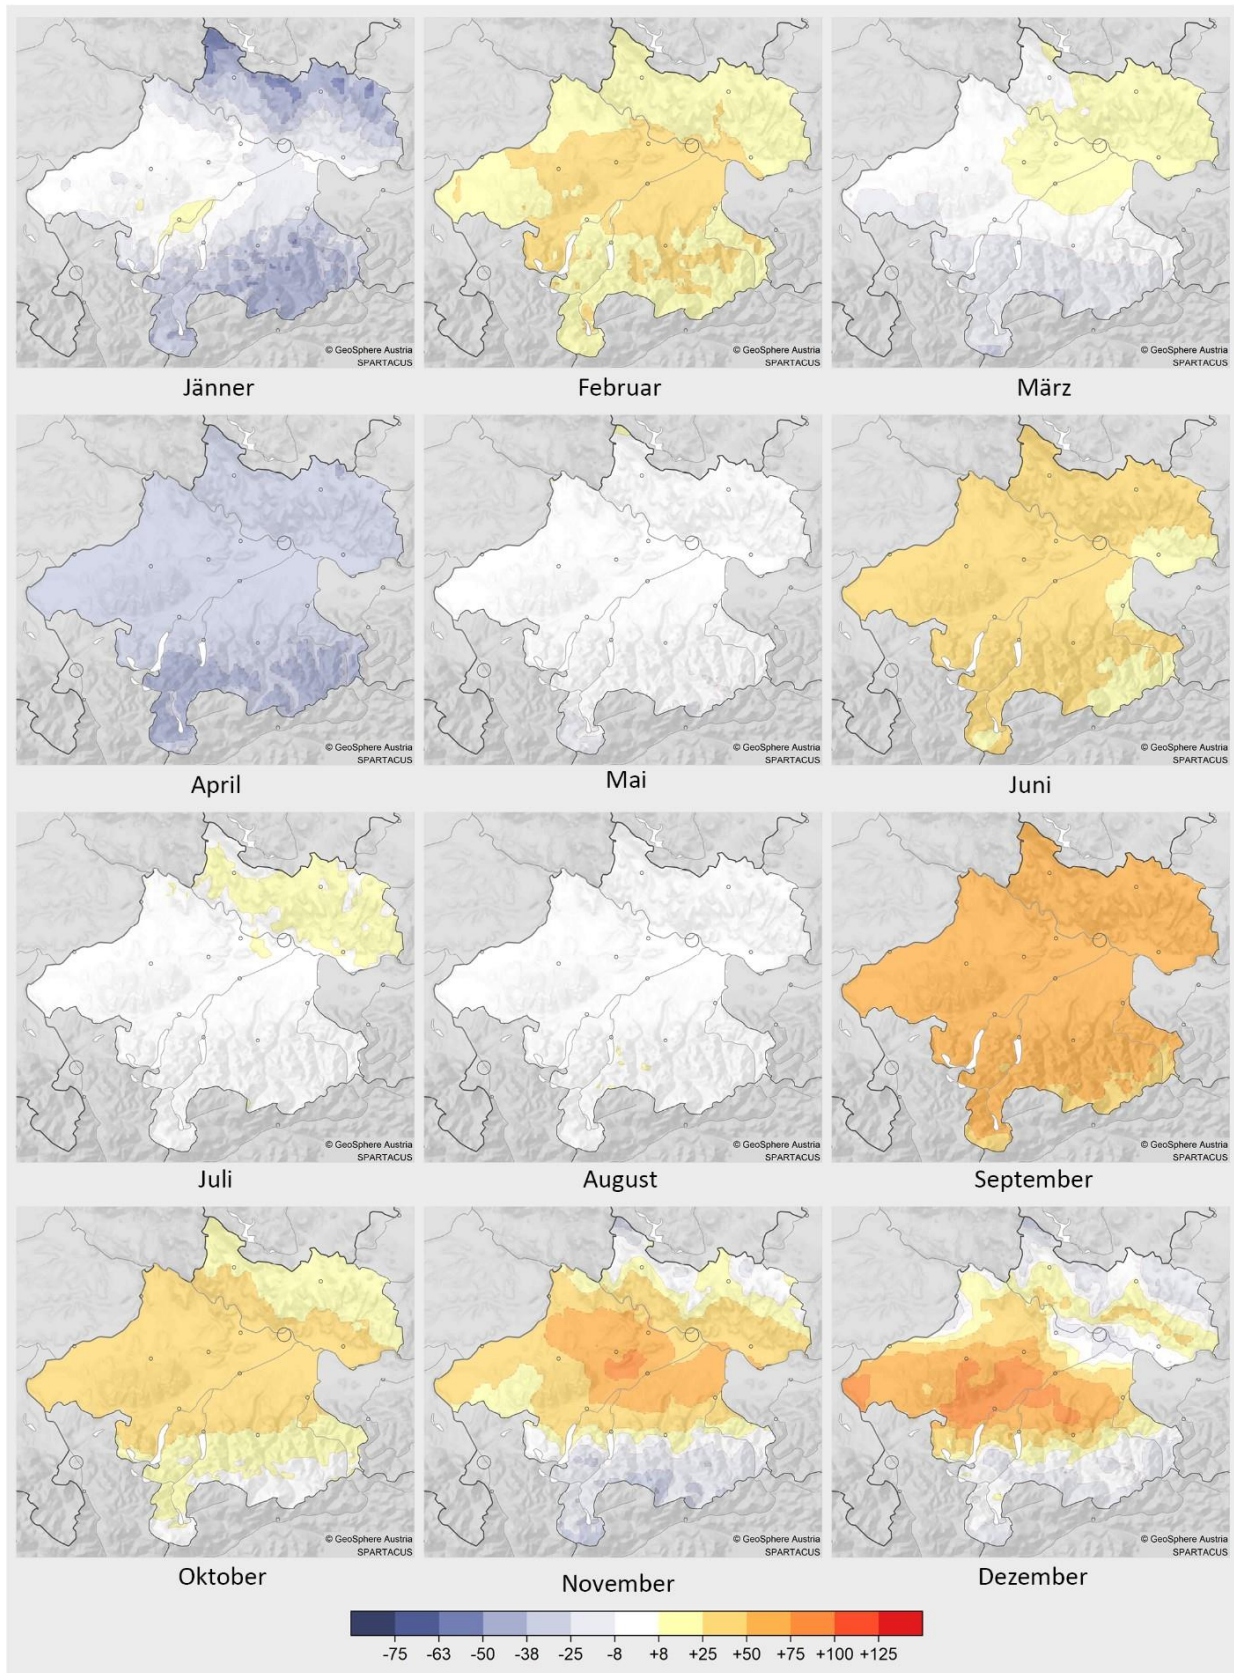 © GeoSphere Austria
SPARTACUS
© GeoSphere Austria
SPARTACUS
© GeoSphere Austria
SPARTACUS
Jänner
Februar
März
© GeoSphere Austria
SPARTACUS
© GeoSphere Austria
SPARTACUS
© GeoSphere Austria
SPARTACUS
April
Mai
Juni
© GeoSphere Austria
SPARTACUS
© GeoSphere Austria
SPARTACUS
© GeoSphere Austria
SPARTACUS
Juli
August
September
© GeoSphere Austria
SPARTACUS
© GeoSphere Austria
SPARTACUS
© GeoSphere Austria
SPARTACUS
Oktober
November
Dezember
-75 -63 -50 -38 -25 -8 +8 +25 +50 +75 +100 +125